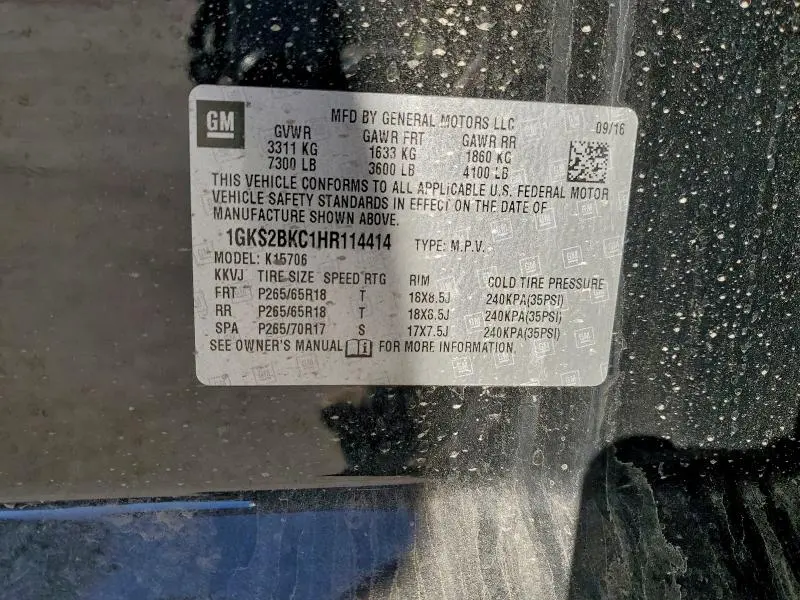 GM
MFD BY GENERAL MOTORS LLC 09/16
GVWR GAWR FRT GAWR RR
3311 KG 1633 KG 1860 KG
7300 LB 3600 LB 4100 LB
THIS VEHICLE CONFORMS TO ALL APPLICABLE U.S. FEDERAL MOTOR
VEHICLE SAFETY STANDARDS IN EFFECT ON THE DATE OF
MANUFACTURE SHOWN ABOVE.
1GKS2BKC1HR114414 TYPE: M.P.V.
MODEL: K15706
KKVJ TIRE SIZE SPEED RTG RIM COLD TIRE PRESSURE
FRT P265/65R18 T 18X8.5J 240KPA(35PSI)
RR P265/65R18 T 18X8.5J 240KPA(35PSI)
SPA P265/70R17 S 17X7.5J 240KPA(35PSI)
SEE OWNER'S MANUAL FOR MORE INFORMATION.